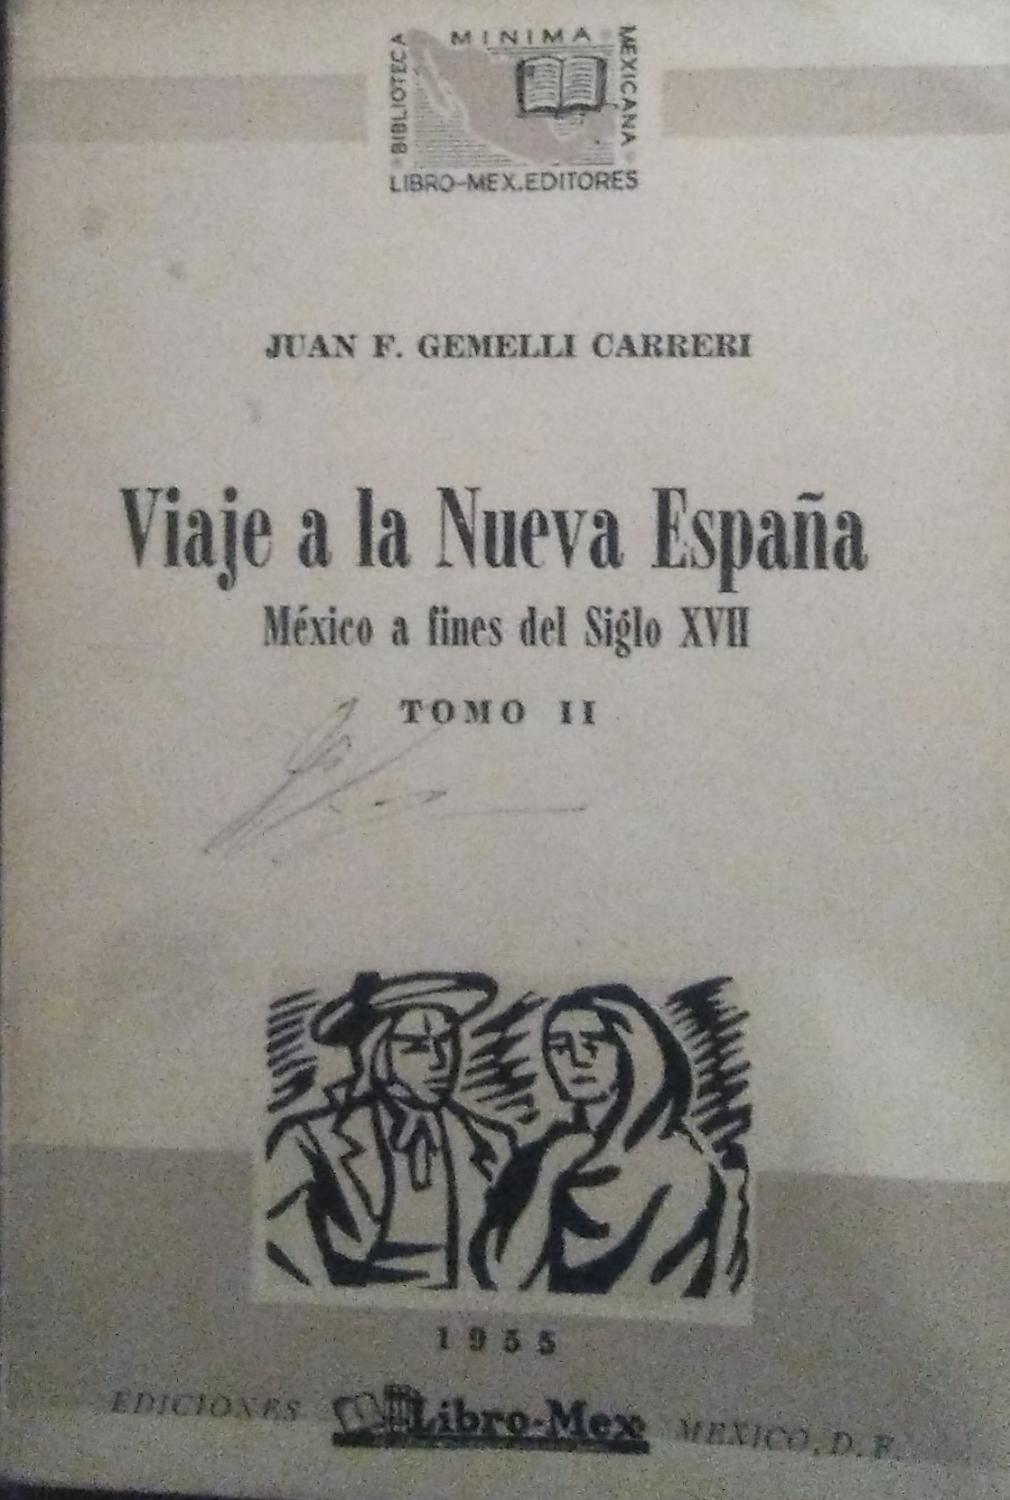 MINIMA
BIBLIOTECA
MEXICANA
LIBRO-MEX.EDITORES
JUAN F. GEMELLI CARRERI
Viaje a la Nueva España
México a fines del Siglo XVII
TOMO II
1955
EDICIONES Libro-Mex MEXICO, D. F.